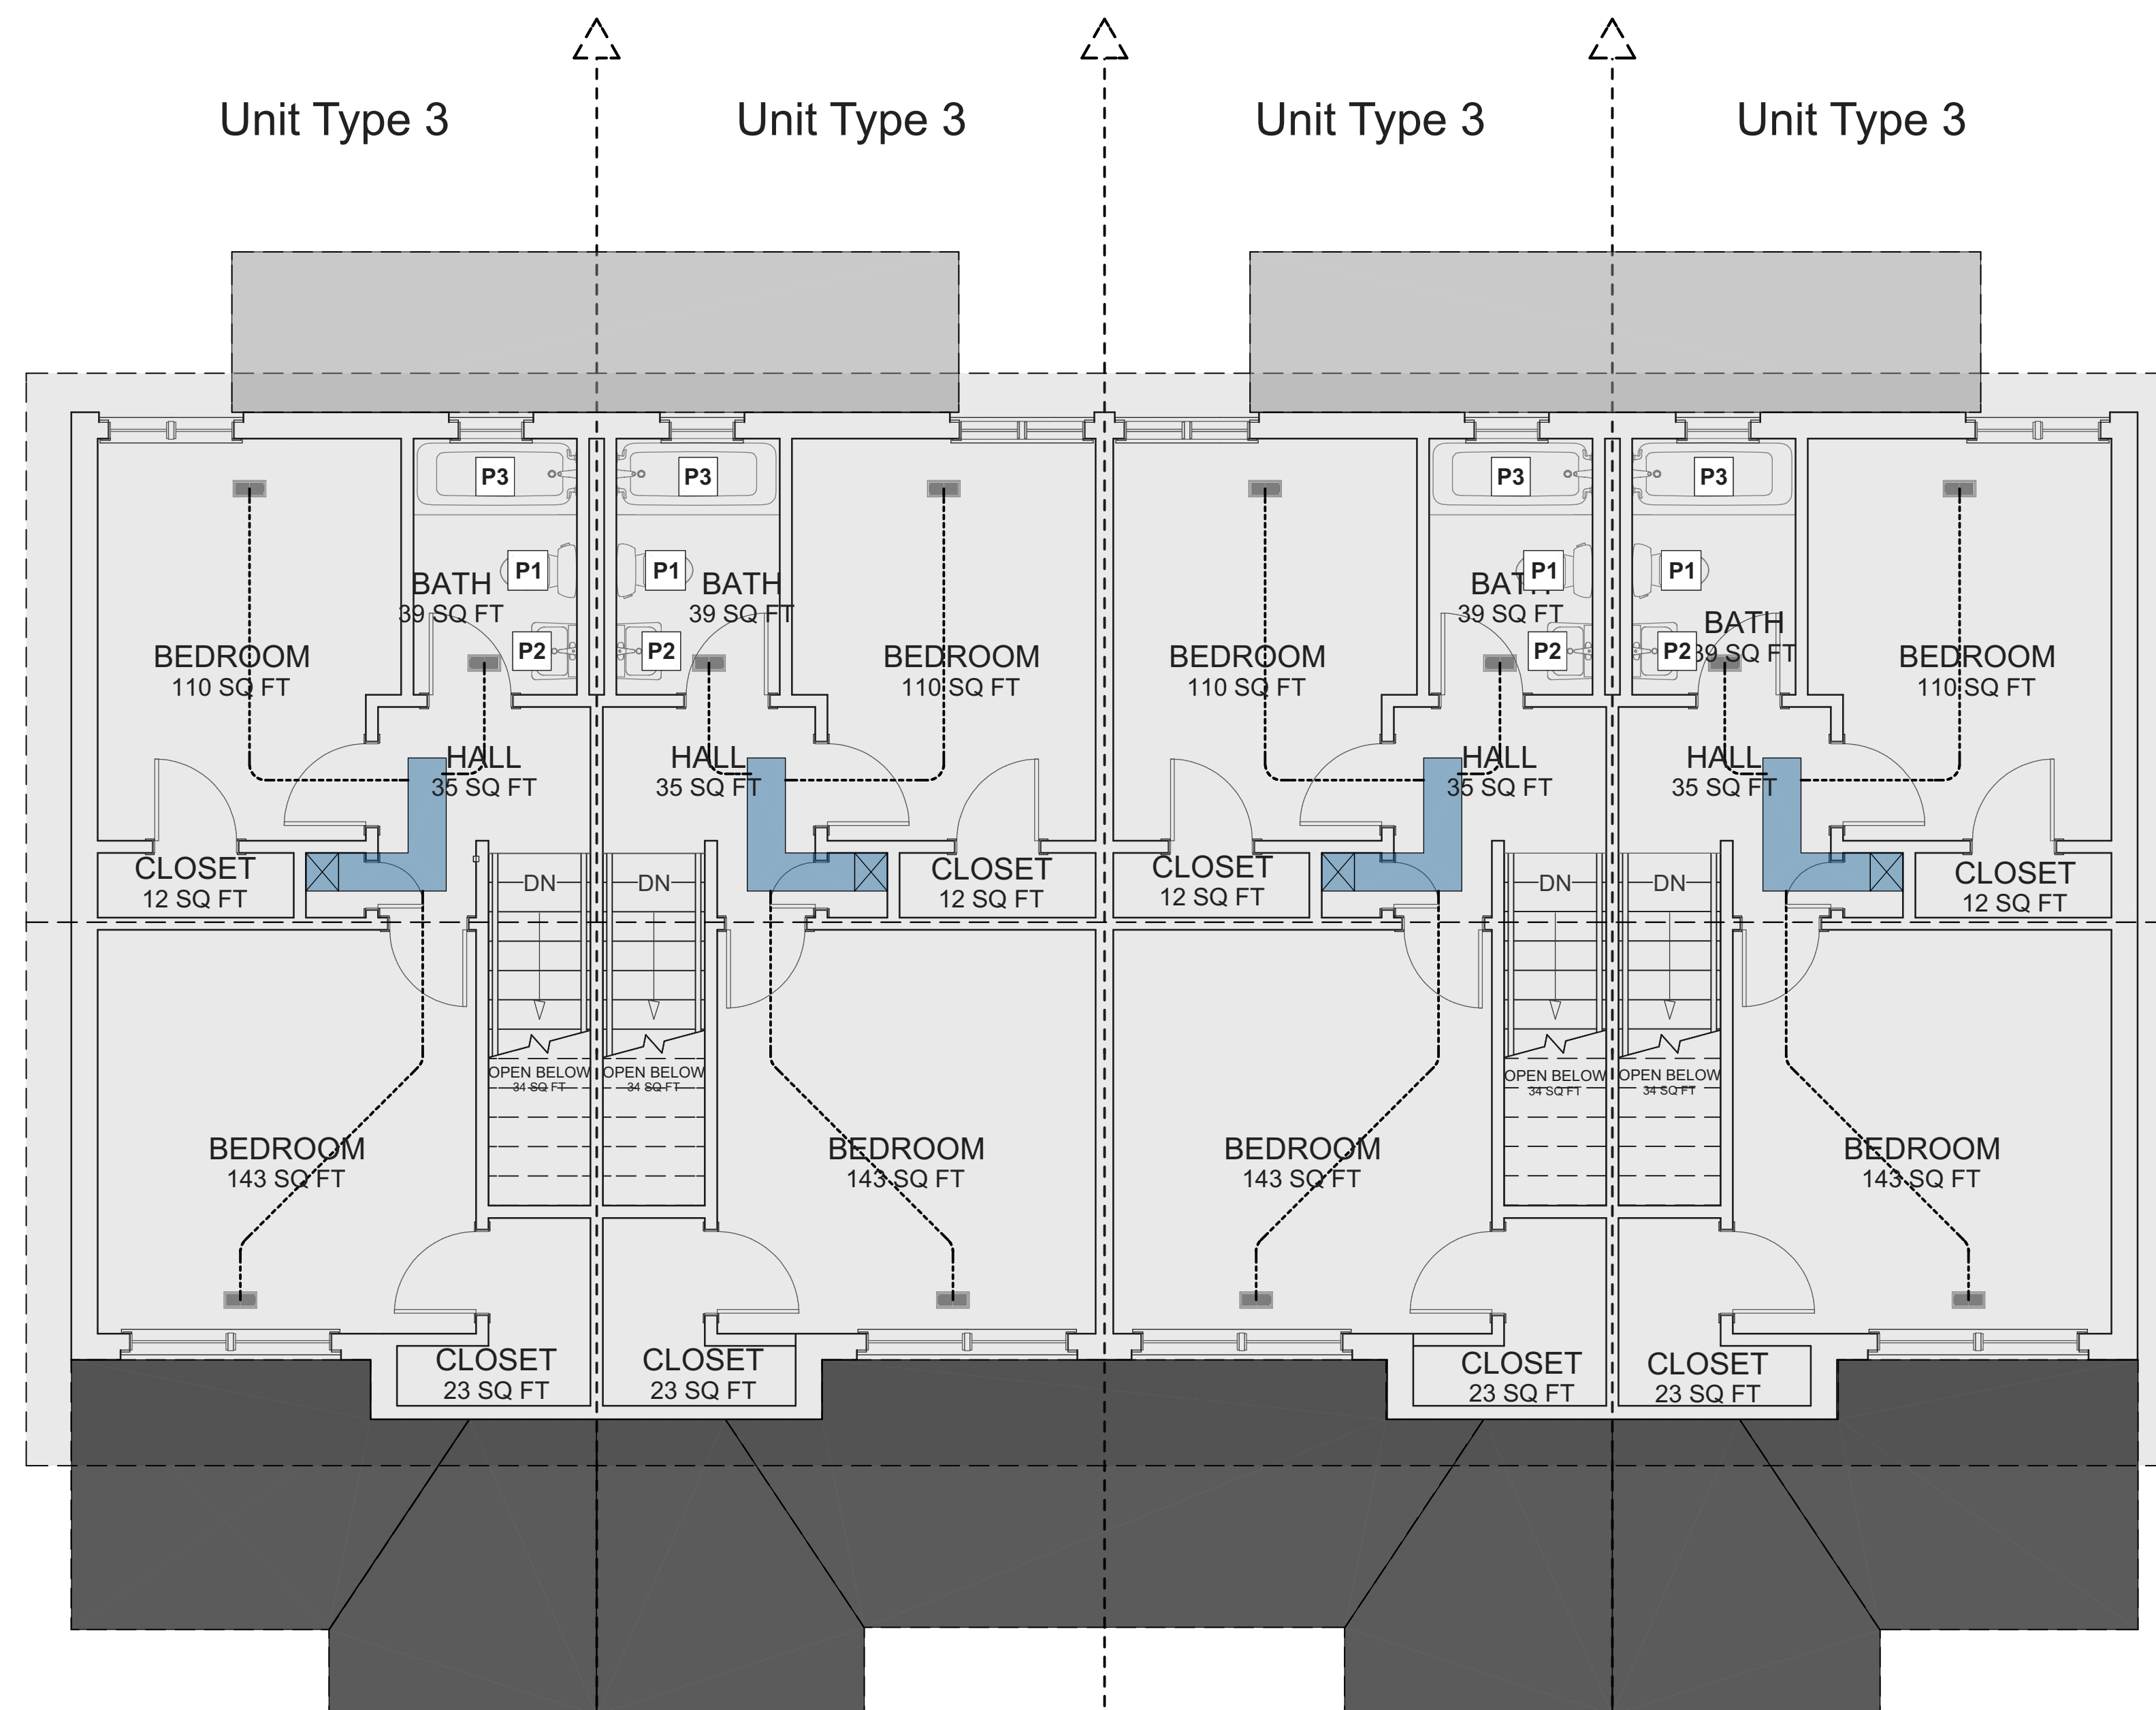 Unit Type 3
Unit Type 3
Unit Type 3
Unit Type 3
P3
P3
P3
P3
P1
P1
P1
P1
BATH
39 SQ FT
BATH
39 SQ FT
BATH
39 SQ FT
BATH
39 SQ FT
P2
P2
P2
P2
BEDROOM
110 SQ FT
BEDROOM
110 SQ FT
BEDROOM
110 SQ FT
BEDROOM
110 SQ FT
HALL
35 SQ FT
HALL
35 SQ FT
HALL
35 SQ FT
HALL
35 SQ FT
CLOSET
12 SQ FT
DN
DN
CLOSET
12 SQ FT
CLOSET
12 SQ FT
DN
DN
CLOSET
12 SQ FT
OPEN BELOW
34 SQ FT
OPEN BELOW
34 SQ FT
OPEN BELOW
34 SQ FT
OPEN BELOW
34 SQ FT
BEDROOM
143 SQ FT
BEDROOM
143 SQ FT
BEDROOM
143 SQ FT
BEDROOM
143 SQ FT
CLOSET
23 SQ FT
CLOSET
23 SQ FT
CLOSET
23 SQ FT
CLOSET
23 SQ FT